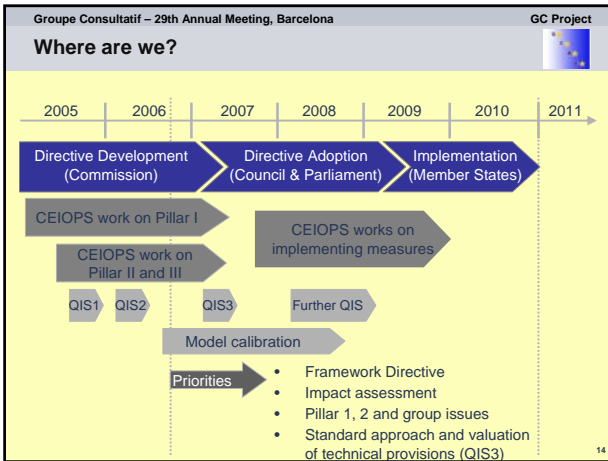 Groupe Consultatif – 29th Annual Meeting, Barcelona
GC Project
Where are we?
2005 2006 2007 2008 2009 2010 2011
Directive Development
(Commission)
Directive Adoption
(Council & Parliament)
Implementation
(Member States)
CEIOPS work on Pillar I
CEIOPS work on
Pillar II and III
CEIOPS works on
implementing measures
QIS1 QIS2 QIS3 Further QIS
Model calibration
Priorities
• Framework Directive
• Impact assessment
• Pillar 1, 2 and group issues
• Standard approach and valuation
of technical provisions (QIS3)
14